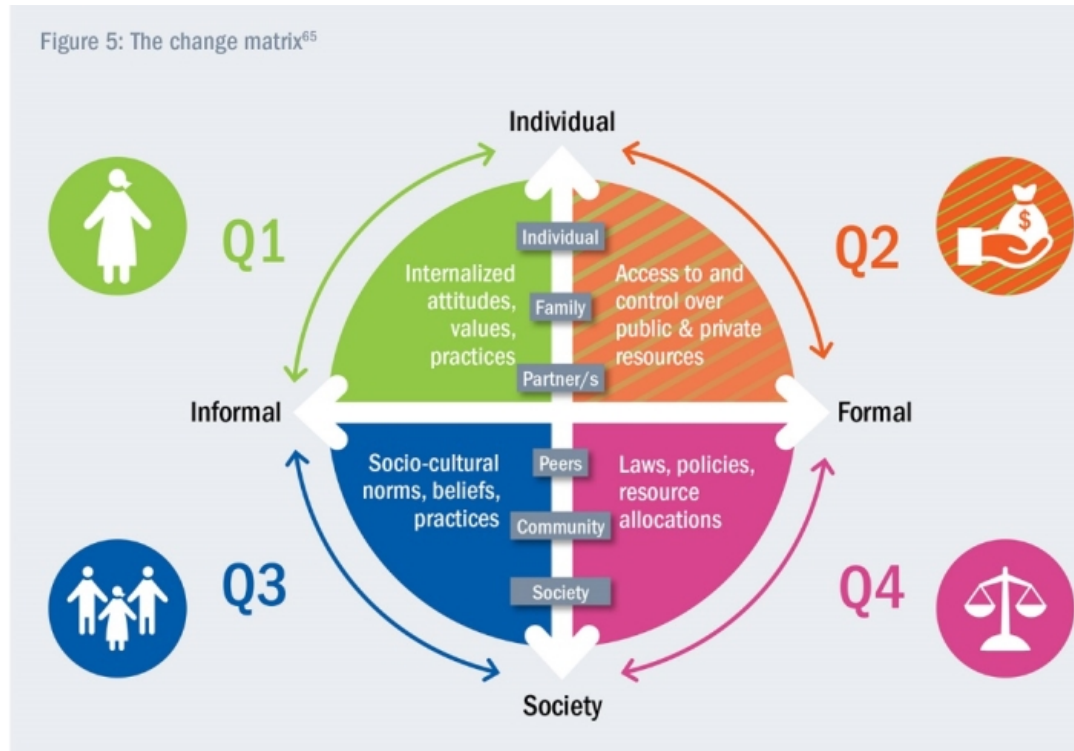 Figure 5: The change matrix⁶⁵
Individual
Q1
Q2
Individual
Internalized
attitudes,
values,
practices
Access to and
control over
public & private
resources
Family
Partner/s
$
Informal
Formal
Socio-cultural
norms, beliefs,
practices
Peers
Laws, policies,
resource
allocations
Community
Society
Q3
Q4
Society